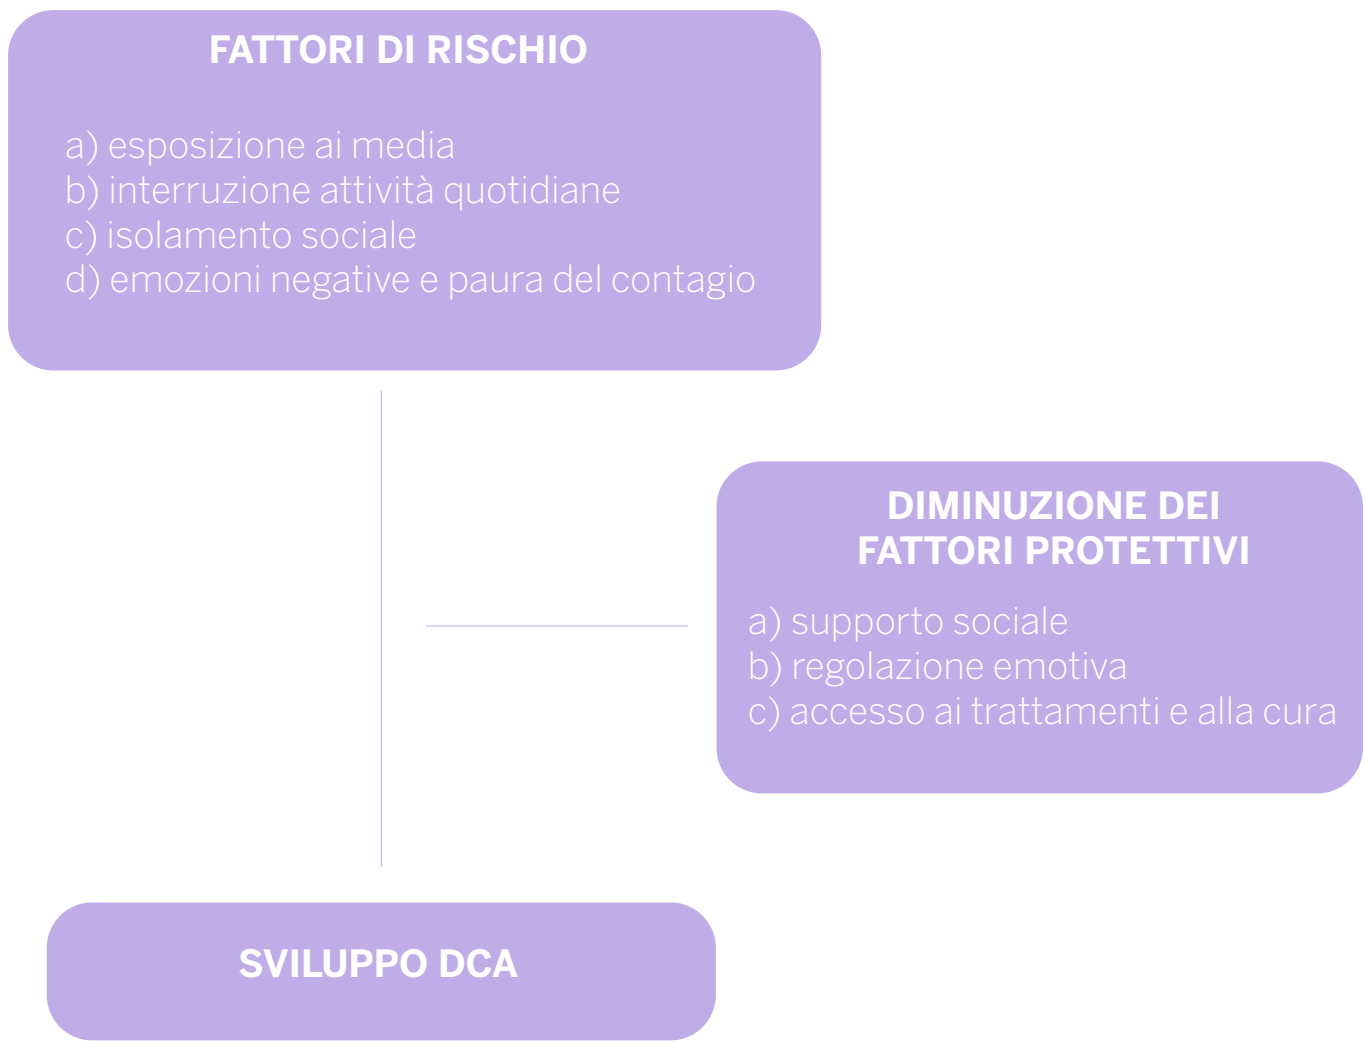 FATTORI DI RISCHIO
a) esposizione ai media
b) interruzione attività quotidiane
c) isolamento sociale
d) emozioni negative e paura del contagio
DIMINUZIONE DEI
FATTORI PROTETTIVI
a) supporto sociale
b) regolazione emotiva
c) accesso ai trattamenti e alla cura
SVILUPPO DCA